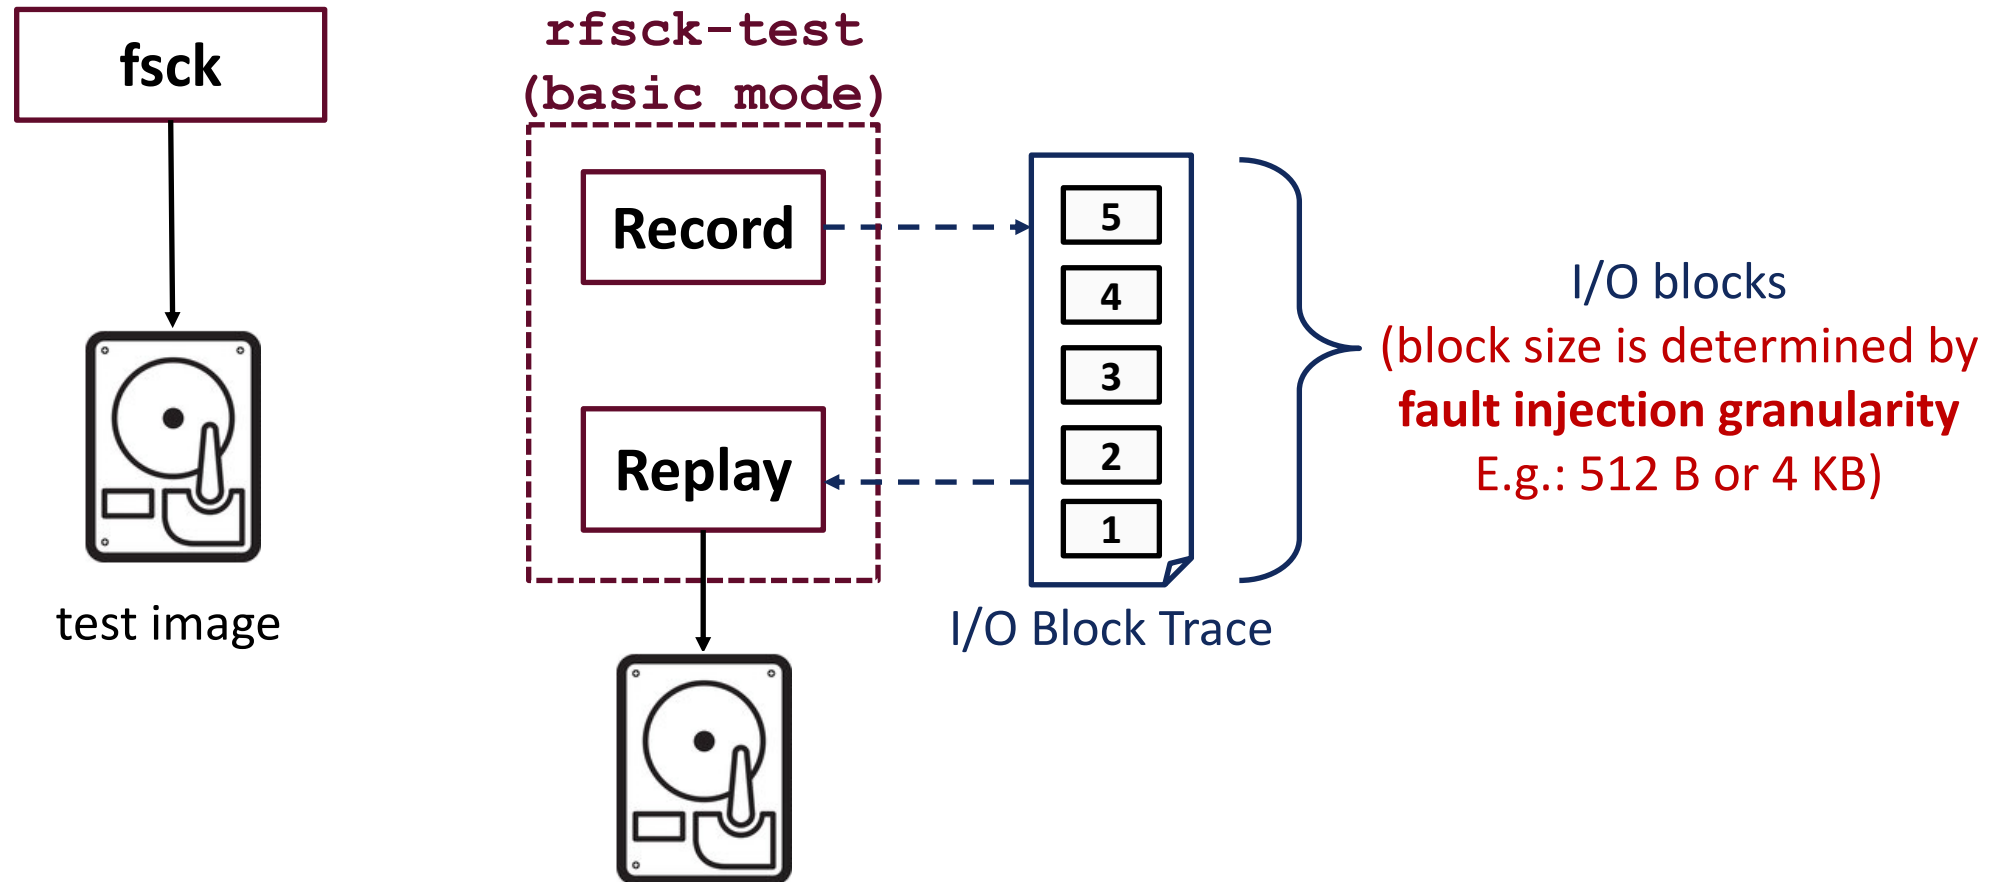 fsck
test image
rfsck-test
(basic mode)
Record
Replay
5
4
3
2
1
I/O Block Trace
I/O blocks
(block size is determined by
fault injection granularity
E.g.: 512 B or 4 KB)